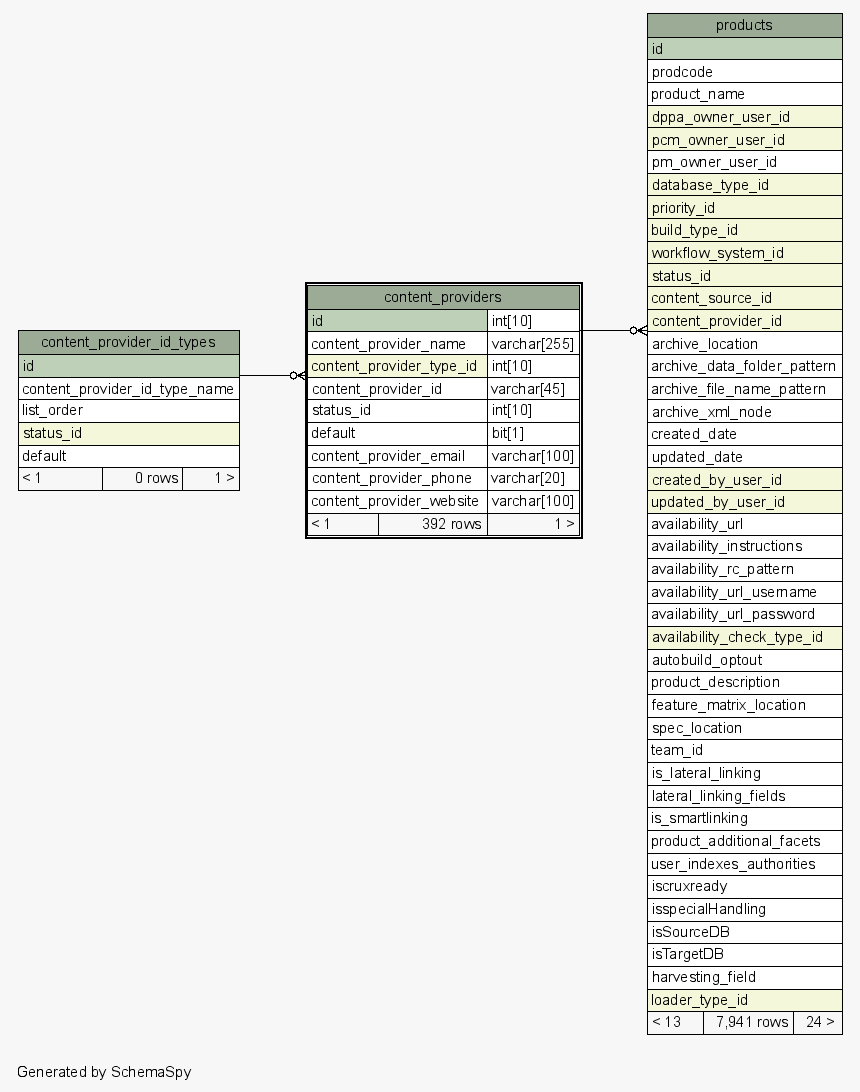 products
id
prodcode
product_name
dppa_owner_user_id
pcm_owner_user_id
pm_owner_user_id
database_type_id
priority_id
build_type_id
workflow_system_id
status_id
content_source_id
content_provider_id
archive_location
archive_data_folder_pattern
archive_file_name_pattern
archive_xml_node
created_date
updated_date
created_by_user_id
updated_by_user_id
availability_url
availability_instructions
availability_rc_pattern
availability_url_username
availability_url_password
availability_check_type_id
autobuild_optout
product_description
feature_matrix_location
spec_location
team_id
is_lateral_linking
lateral_linking_fields
is_smartlinking
product_additional_facets
user_indexes_authorities
iscruxready
isspecialHandling
isSourceDB
isTargetDB
harvesting_field
loader_type_id
< 13 7,941 rows 24 >
content_providers
id int[10]
content_provider_name varchar[255]
content_provider_type_id int[10]
content_provider_id varchar[45]
status_id int[10]
default bit[1]
content_provider_email varchar[100]
content_provider_phone varchar[20]
content_provider_website varchar[100]
< 1 392 rows 1 >
content_provider_id_types
id
content_provider_id_type_name
list_order
status_id
default
< 1 0 rows 1 >
Generated by SchemaSpy